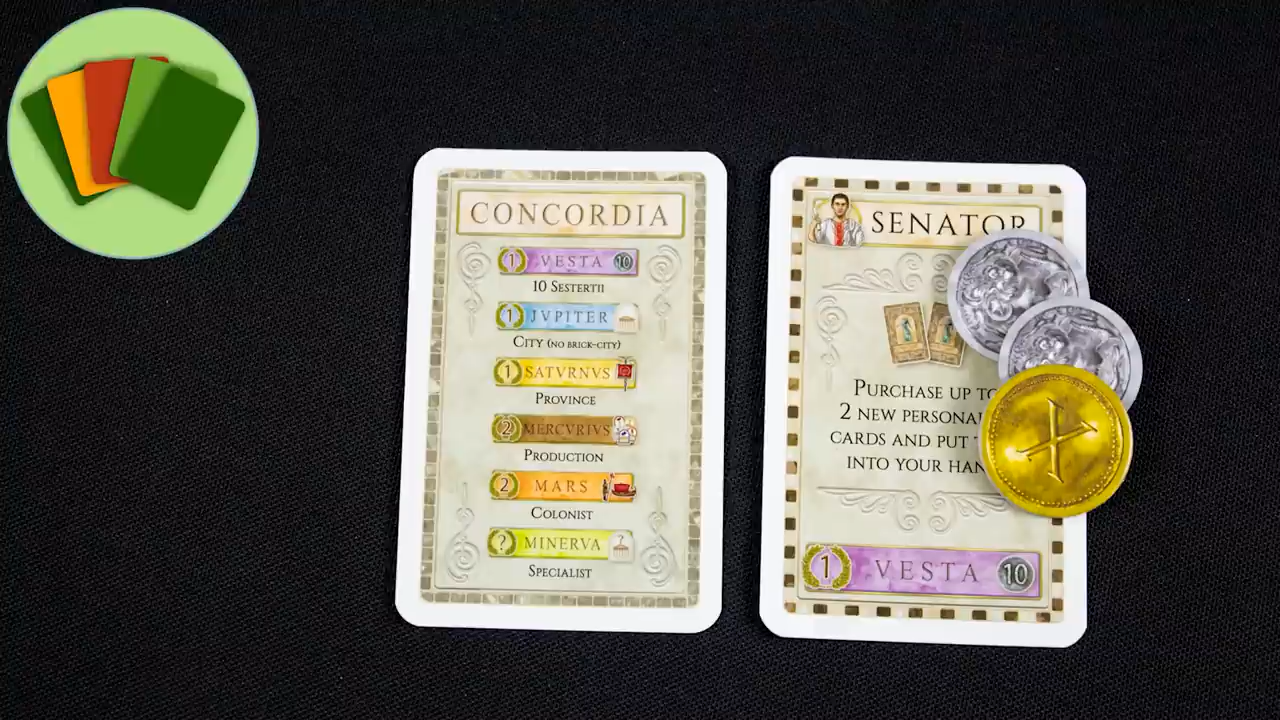 CONCORDIA
1 VESTA 10
10 SESTERTII
1 JVPITER
CITY (NO BRICK-CITY)
1 SATVRNVS
PROVINCE
2 MERCVRIVS
PRODUCTION
2 MARS
COLONIST
? MINERVA ?
SPECIALIST
SENATOR
PURCHASE UP TO
2 NEW PERSONAL
CARDS AND PUT
INTO YOUR
1 VESTA 10
X